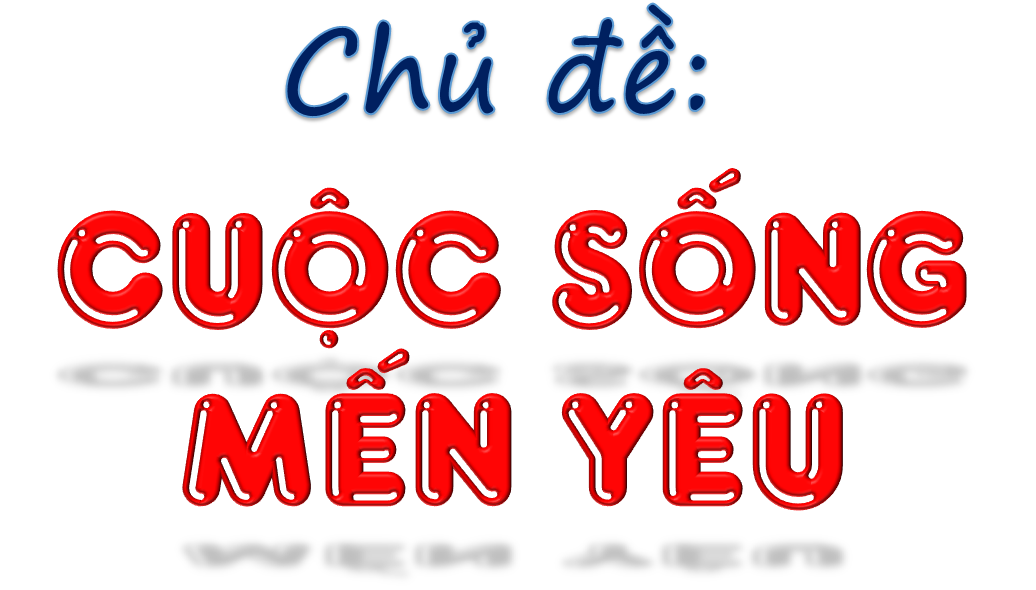 Chủ đề:
CUỘC SỐNG
MẾN YÊU